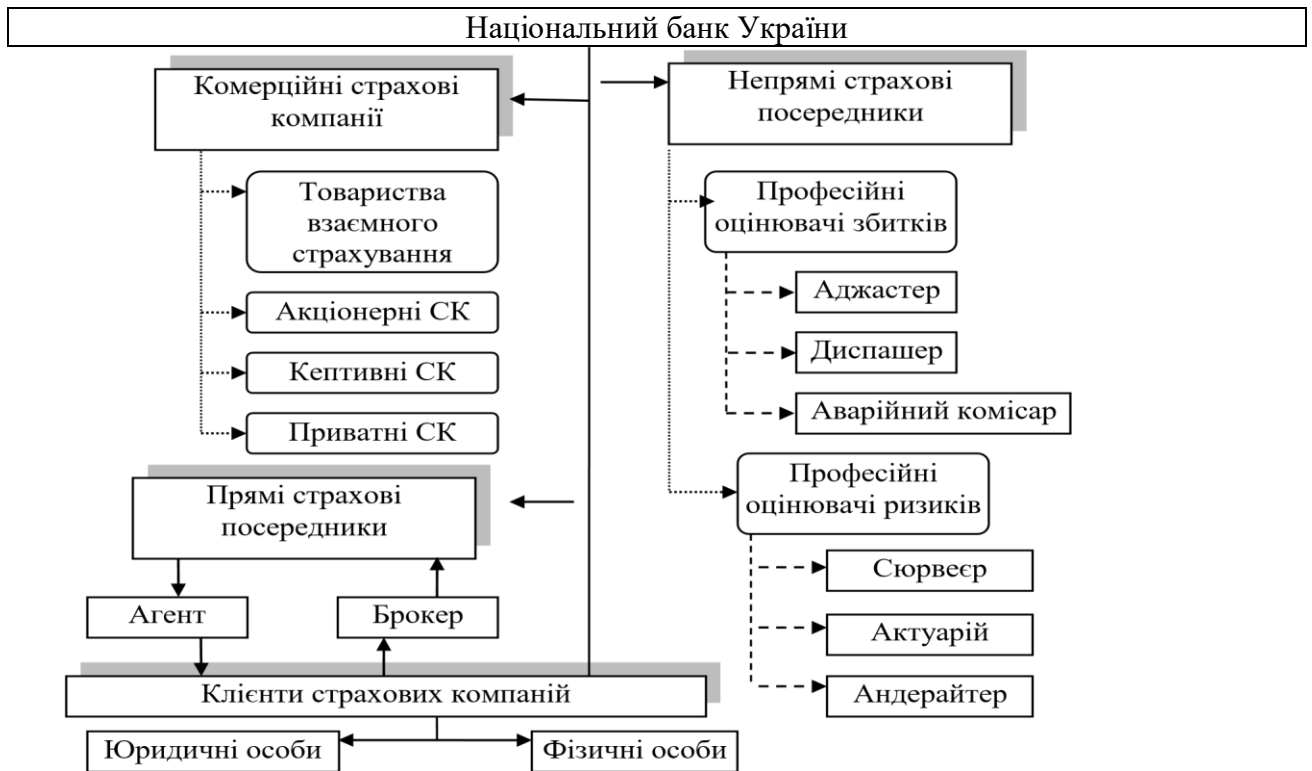 Національний банк України
Комерційні страхові
компанії
Товариства
взаємного
страхування
Акціонерні СК
Кептивні СК
Приватні СК
Прямі страхові
посередники
Агент
Брокер
Клієнти страхових компаній
Юридичні особи
Фізичні особи
Непрямі страхові
посередники
Професійні
оцінювачі збитків
Аджастер
Диспашер
Аварійний комісар
Професійні
оцінювачі ризиків
Сюрвеєр
Актуарій
Андерайтер